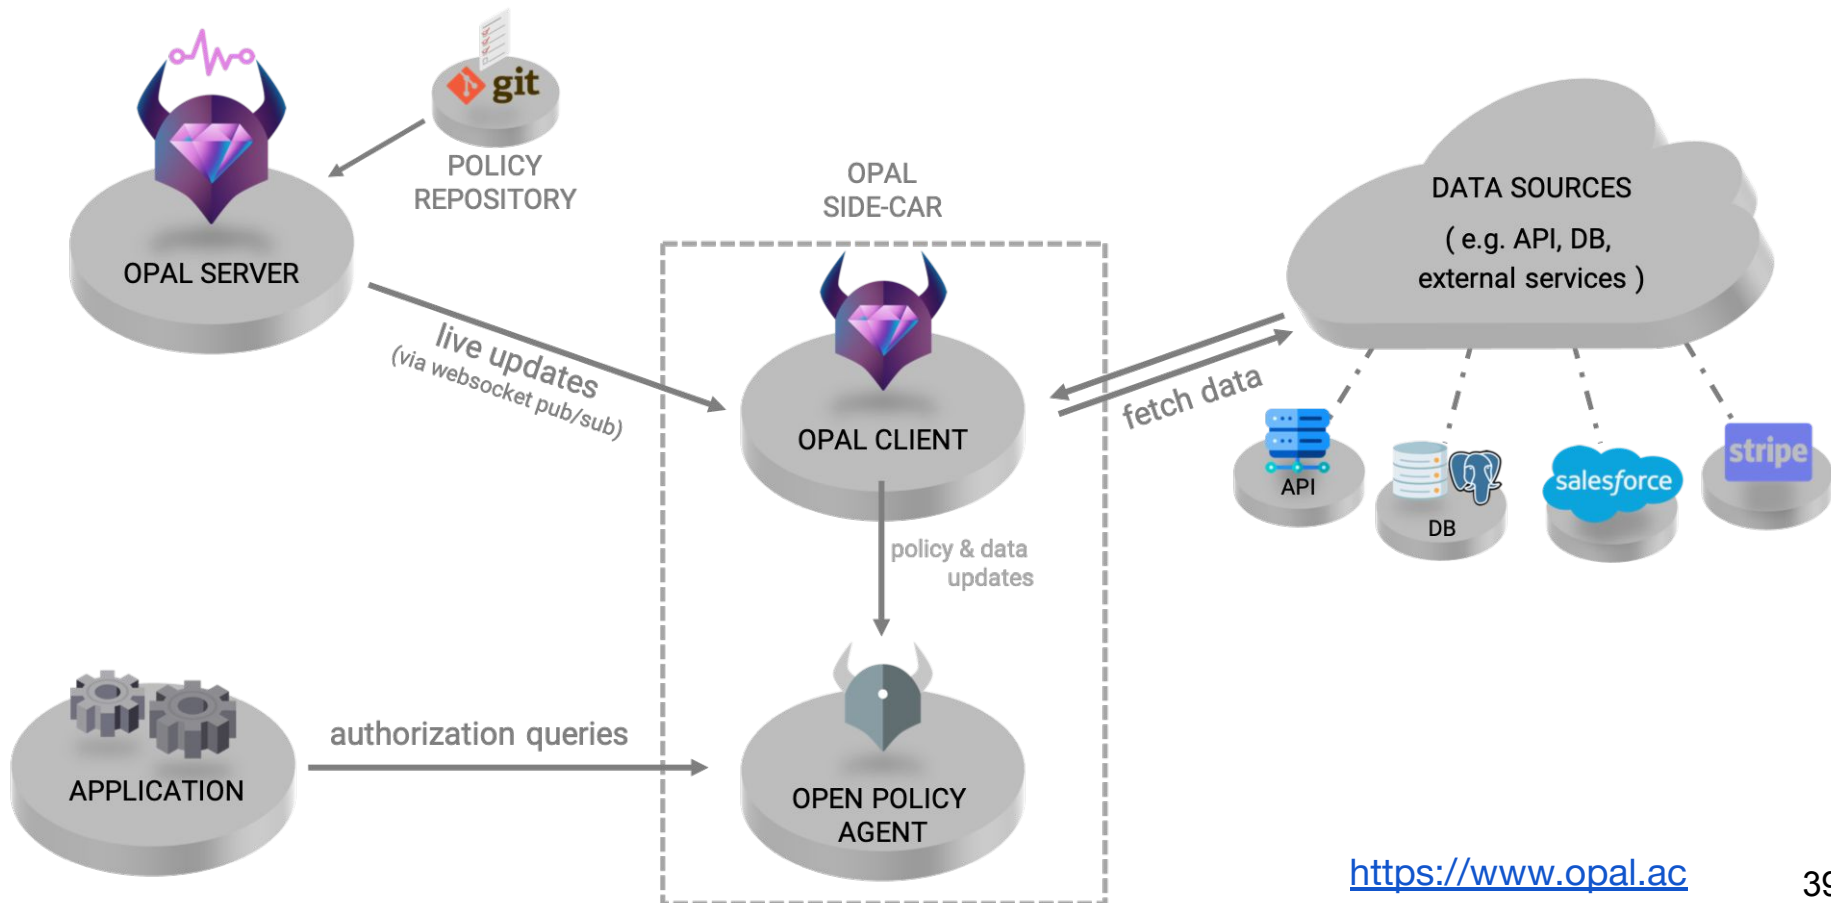 git
POLICY
REPOSITORY
OPAL SERVER
live updates
(via websocket pub/sub)
OPAL
SIDE-CAR
OPAL CLIENT
policy & data
updates
OPEN POLICY
AGENT
APPLICATION
authorization queries
fetch data
DATA SOURCES
( e.g. API, DB,
external services )
API
DB
salesforce
stripe
https://www.opal.ac
39